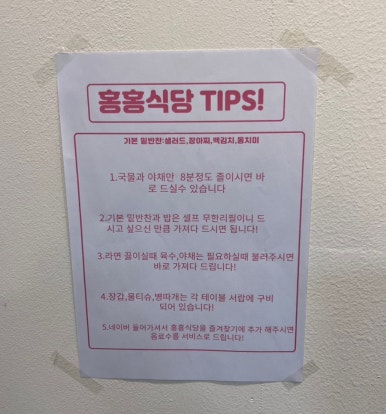 홍홍식당 TIPS!
기본 밑반찬:샐러드,장아찌,백김치,동치미
1.국물과 야채만 8분정도 졸이시면 바
로 드실수 있습니다
2.기본 밑반찬과 밥은 셀프 무한리필이니 드
시고 싶으신 만큼 가져다 드시면 됩니다!
3.라면 끓이실때 육수,야채는 필요하실때 불러주시면
바로 가져다 드립니다!
4.장갑,물티슈,병따개는 각 테이블 서랍에 구비
되어 있습니다!
5.네이버 들어가셔서 홍홍식당를 즐겨찾기에 추가 해주시면
음료수를 서비스로 드립니다!